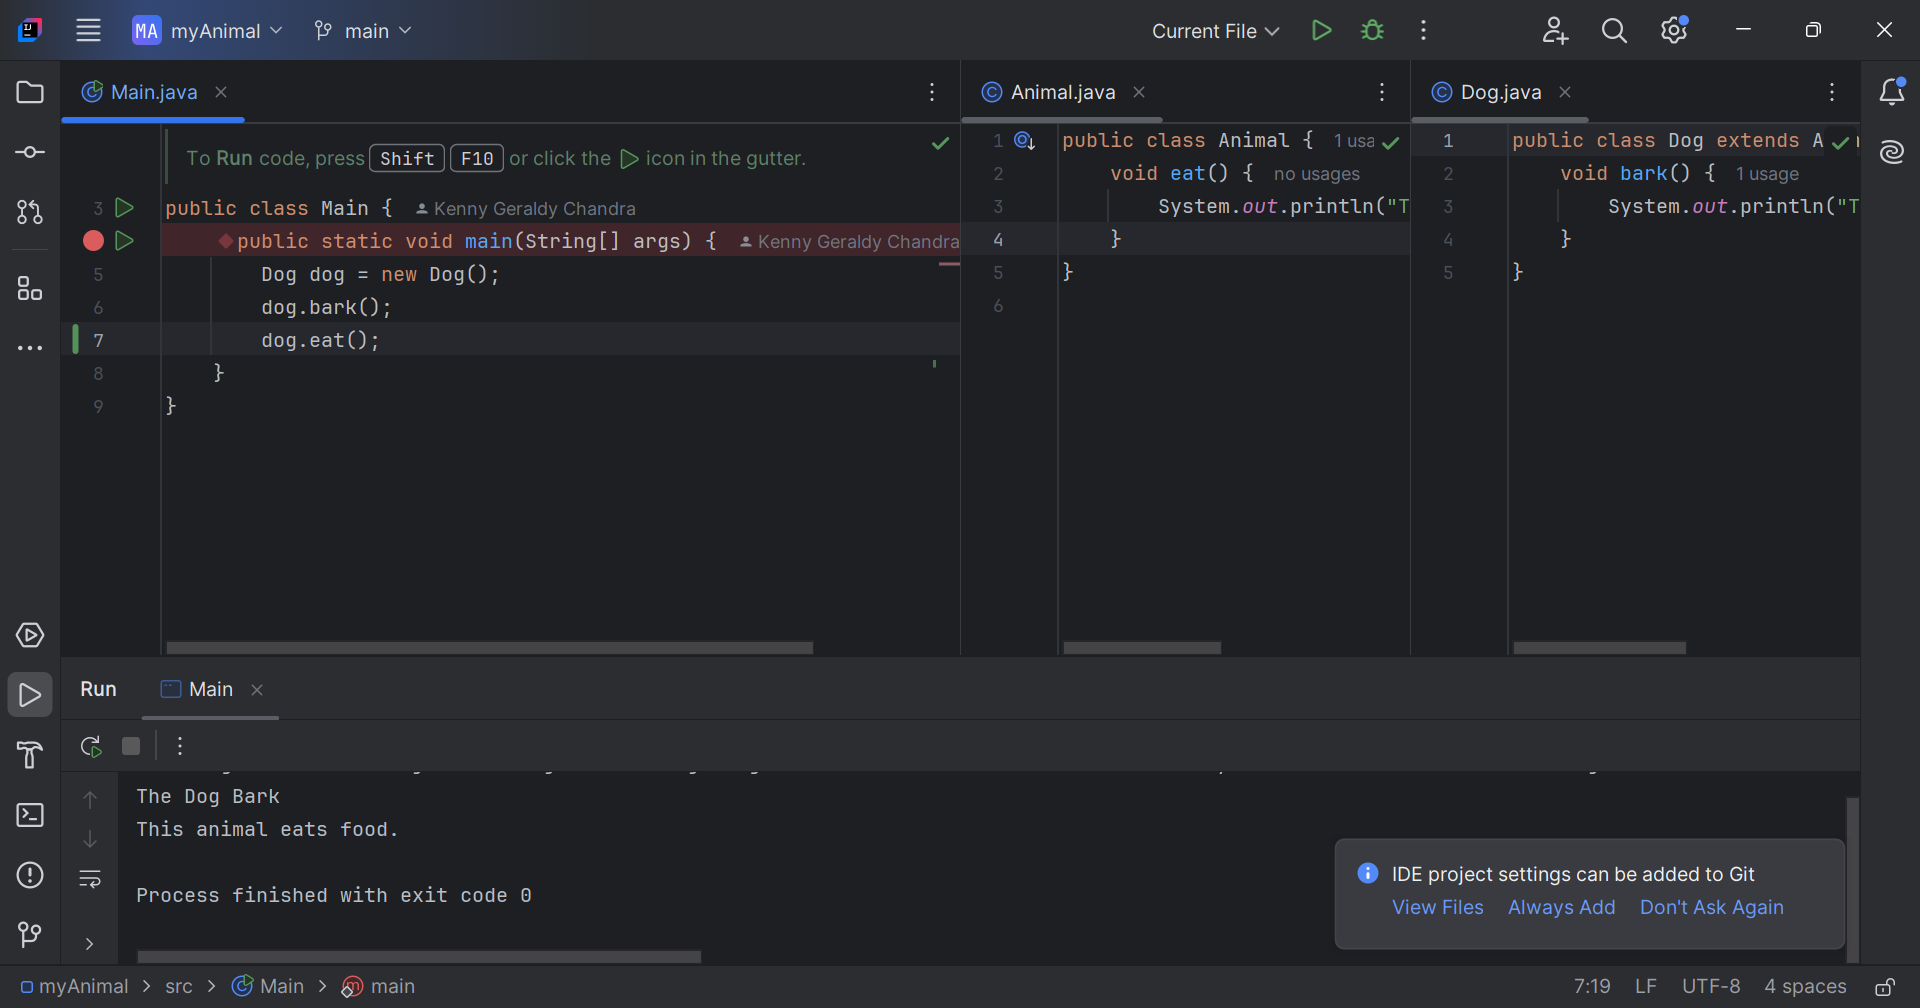 MA myAnimal main Current File
Main.java
Animal.java
Dog.java
To Run code, press Shift F10 or click the icon in the gutter.
3 public class Main { Kenny Geraldy Chandra
public static void main(String[] args) { Kenny Geraldy Chandra
5 Dog dog = new Dog();
6 dog.bark();
7 dog.eat();
8 }
9 }
1 public class Animal { 1 usa
2 void eat() { no usages
3 System.out.println("T
4 }
5 }
6
1 public class Dog extends A
2 void bark() { 1 usage
3 System.out.println("T
4 }
5 }
Run Main
The Dog Bark
This animal eats food.
Process finished with exit code 0
IDE project settings can be added to Git
View Files Always Add Don't Ask Again
myAnimal > src > Main > main
7:19 LF UTF-8 4 spaces